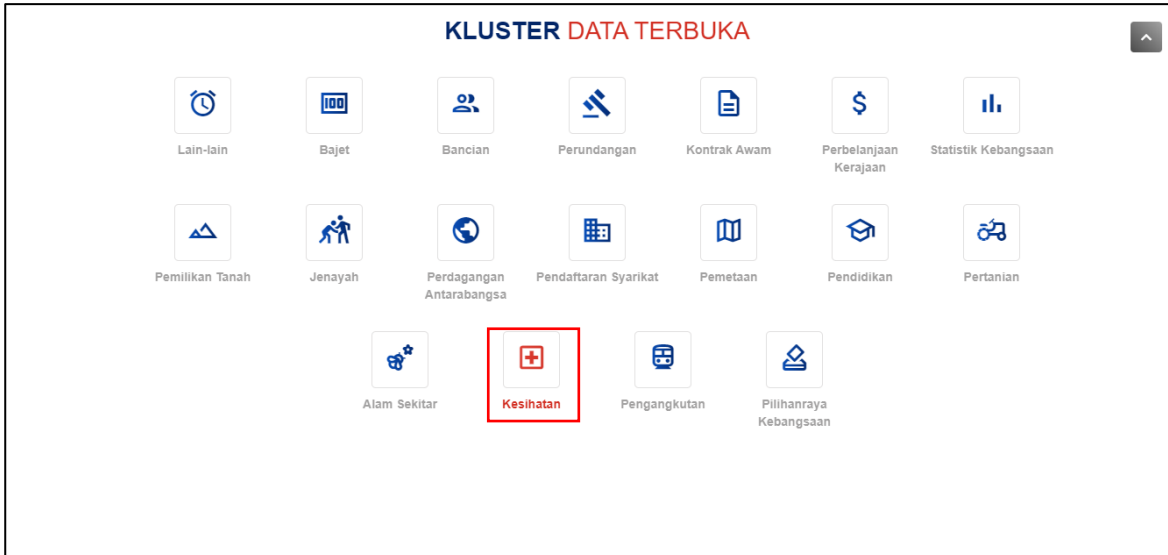 KLUSTER DATA TERBUKA
Lain-lain
Bajet
Bancian
Perundangan
Kontrak Awam
Perbelanjaan
Kerajaan
Statistik Kebangsaan
Pemilikan Tanah
Jenayah
Perdagangan
Antarabangsa
Pendaftaran Syarikat
Pemetaan
Pendidikan
Pertanian
Alam Sekitar
Kesihatan
Pengangkutan
Pilihanraya
Kebangsaan